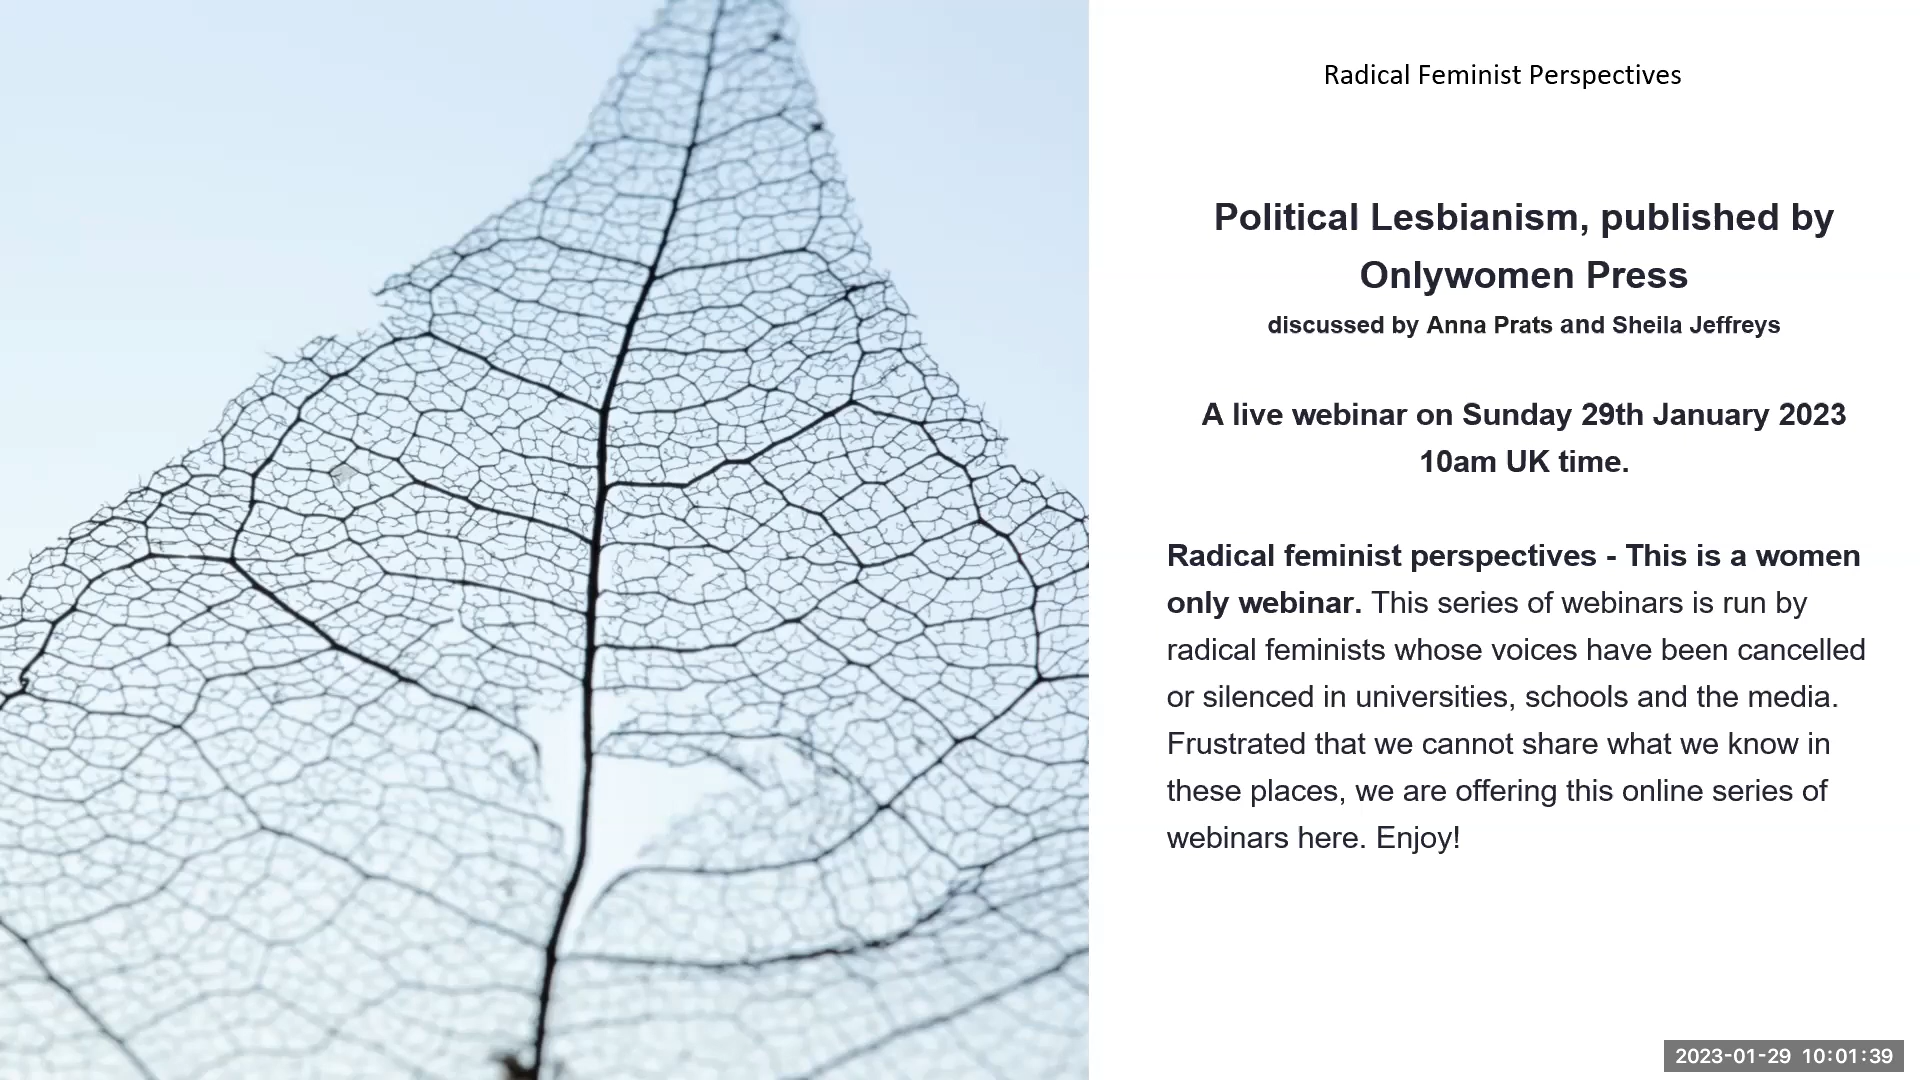 Radical Feminist Perspectives
Political Lesbianism, published by
Onlywomen Press
discussed by Anna Prats and Sheila Jeffreys
A live webinar on Sunday 29th January 2023
10am UK time.
Radical feminist perspectives - This is a women
only webinar. This series of webinars is run by
radical feminists whose voices have been cancelled
or silenced in universities, schools and the media.
Frustrated that we cannot share what we know in
these places, we are offering this online series of
webinars here. Enjoy!
2023-01-29 10:01:39